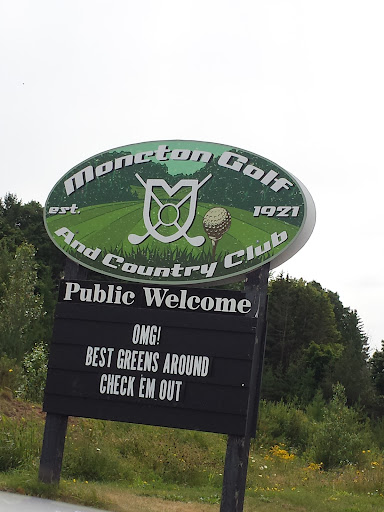 Moncton Golf
est. 1921
And Country Club
Public Welcome
OMG!
BEST GREENS AROUND
CHECK EM OUT